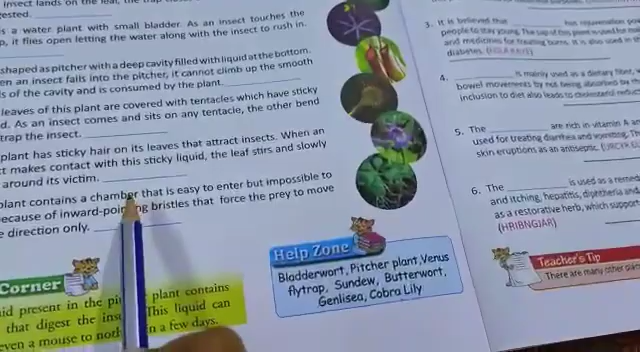 insect lands on the leaf, the trap
ested.
is a water plant with small bladder. As an insect touches the
p, it flies open letting the water along with the insect to rush in.
shaped as pitcher with a deep cavity filled with liquid at the bottom.
en an insect falls into the pitcher, it cannot climb up the smooth
s of the cavity and is consumed by the plant.
leaves of this plant are covered with tentacles which have sticky
d. As an insect comes and sits on any tentacle, the other bend
trap the insect.
plant has sticky hair on its leaves that attract insects. When an
ct makes contact with this sticky liquid, the leaf stirs and slowly
around its victim.
plant contains a chamber that is easy to enter but impossible to
because of inward-poin ng bristles that force the prey to move
e direction only.
Corner
id present in the pi plant contains
that digest the ins This liquid can
even a mouse to not in a few days.
Help Zone
Bladderwort, Pitcher plant, Venus
flytrap, Sundew, Butterwort,
Genlisea, Cobra Lily
3. It is believed that has rejuvenation
people to stay young. The sap of this plant is used for
and medicines for treating burns. It is also used
diabetes.
4. is mainly used as a dietary fiber,
bowel movements by not being absorbed by
inclusion to diet also leads to cholesterol
5. The are rich in vitamin A an
used for treating diarrhea and vomiting.
skin eruptions as an antiseptic.
6. The is used as a remed
and itching, hepatitis, diphtheria and
as a restorative herb, which support
(HRIBNGJAR)
Teacher's Tip
There are many other plan